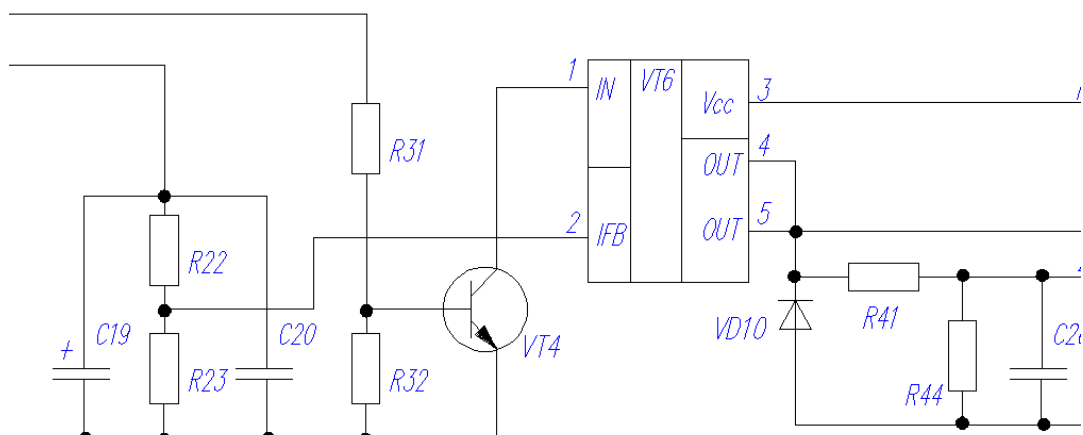 1
IN
VT6
Vcc
3
R31
OUT
4
2
IFB
OUT
5
R22
C19
+
R23
C20
R32
VT4
VD10
R41
R44